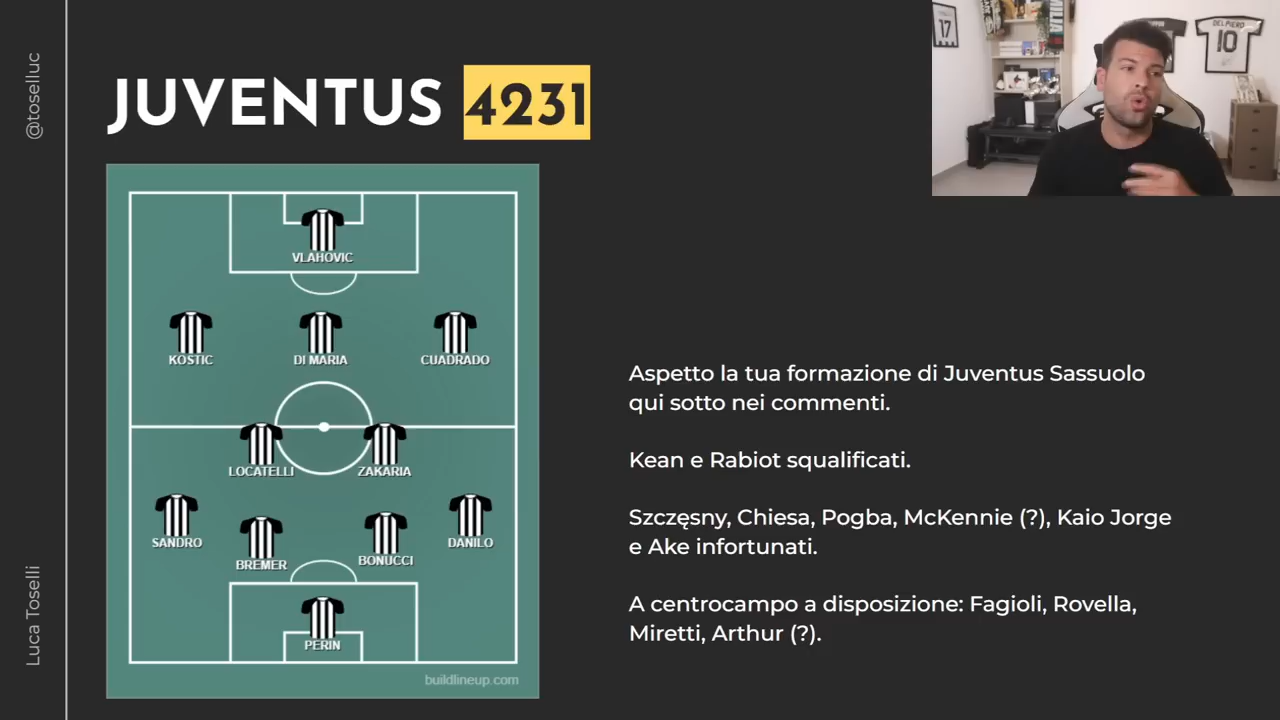 @toselluc
Luca Toselli
JUVENTUS 4231
VLAHOVIC
KOSTIC DI MARIA CUADRADO
LOCATELLI ZAKARIA
SANDRO BREMER BONUCCI DANILO
PERIN
buildlineup.com
Aspetto la tua formazione di Juventus Sassuolo
qui sotto nei commenti.
Kean e Rabiot squalificati.
Szczęsny, Chiesa, Pogba, McKennie (?), Kaio Jorge
e Ake infortunati.
A centrocampo a disposizione: Fagioli, Rovella,
Miretti, Arthur (?).
17
DEL PIERO
10